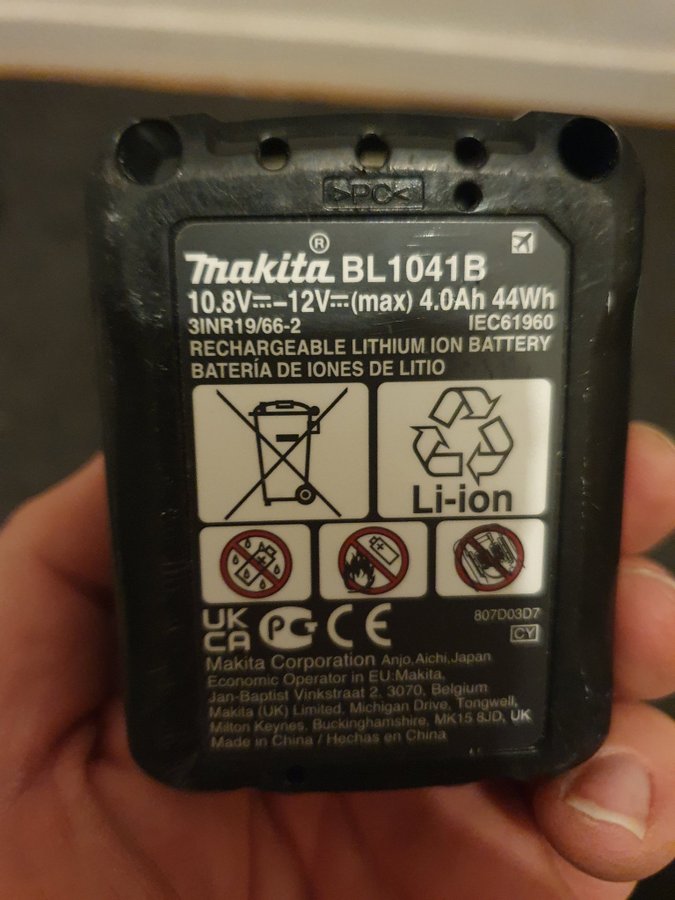 >PC<
makita® BL1041B
10.8V⎓-12V⎓(max) 4.0Ah 44Wh
3INR19/66-2 IEC61960
RECHARGEABLE LITHIUM ION BATTERY
BATERÍA DE IONES DE LITIO
Li-ion
UK
CA
PG CE
807D03D7
CY
Makita Corporation Anjo,Aichi,Japan
Economic Operator in EU:Makita,
Jan-Baptist Vinkstraat 2, 3070, Belgium
Makita (UK) Limited, Michigan Drive, Tongwell,
Milton Keynes, Buckinghamshire, MK15 8JD, UK
Made in China / Hechas en China